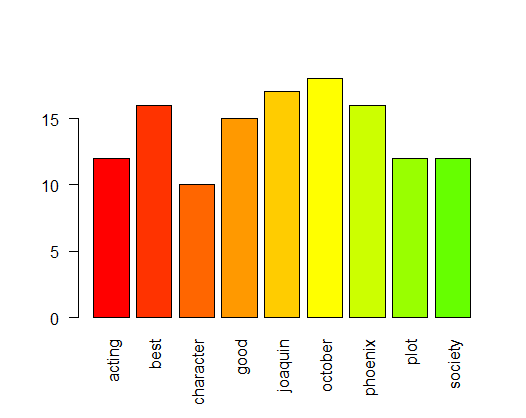 15
10
5
0
acting
best
character
good
joaquin
october
phoenix
plot
society